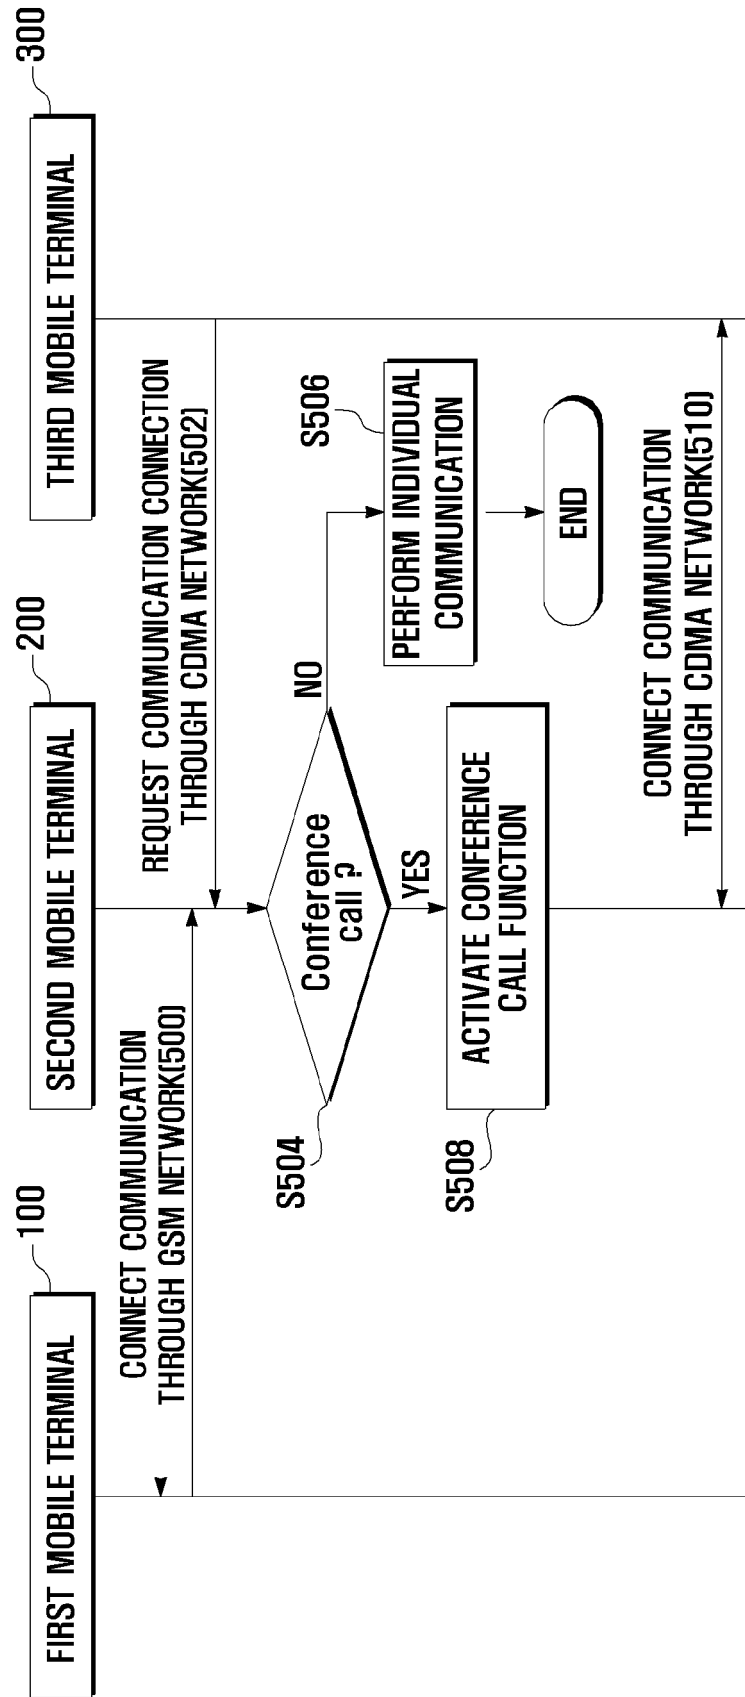 100
200
300
FIRST MOBILE TERMINAL
SECOND MOBILE TERMINAL
THIRD MOBILE TERMINAL
CONNECT COMMUNICATION
THROUGH GSM NETWORK(500)
REQUEST COMMUNICATION CONNECTION
THROUGH CDMA NETWORK(502)
S504
Conference
call ?
NO
YES
S506
PERFORM INDIVIDUAL
COMMUNICATION
END
S508
ACTIVATE CONFERENCE
CALL FUNCTION
CONNECT COMMUNICATION
THROUGH CDMA NETWORK(510)